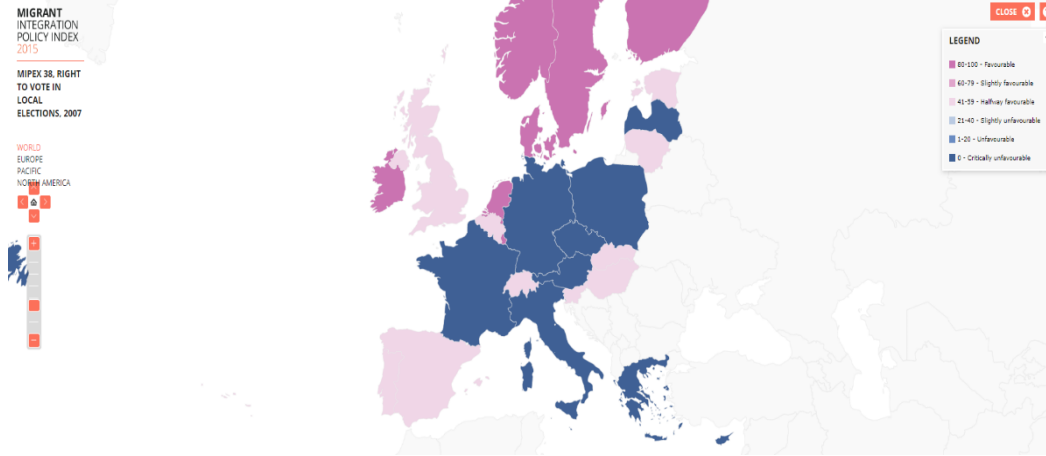 MIGRANT
INTEGRATION
POLICY INDEX
2015
MIPEX 38, RIGHT
TO VOTE IN
LOCAL
ELECTIONS, 2007
WORLD
EUROPE
PACIFIC
NORTH AMERICA
CLOSE
LEGEND
80-100 - Favourable
60-79 - Slightly favourable
41-59 - Halfway favourable
21-40 - Slightly unfavourable
1-20 - Unfavourable
0 - Critically unfavourable